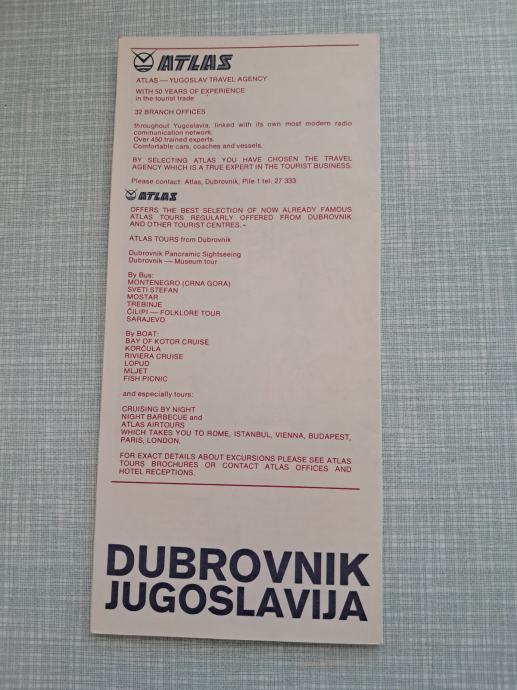 ATLAS
ATLAS — YUGOSLAV TRAVEL AGENCY
WITH 50 YEARS OF EXPERIENCE
in the tourist trade
32 BRANCH OFFICES
throughout Yugoslavia, linked with its own most modern radio
communication network.
Over 450 trained experts.
Comfortable cars, coaches and vessels.
BY SELECTING ATLAS YOU HAVE CHOSEN THE TRAVEL
AGENCY WHICH IS A TRUE EXPERT IN THE TOURIST BUSINESS.
Please contact: Atlas, Dubrovnik, Pile 1 tel. 27 333
ATLAS
OFFERS THE BEST SELECTION OF NOW ALREADY FAMOUS
ATLAS TOURS REGULARLY OFFERED FROM DUBROVNIK
AND OTHER TOURIST CENTRES.
ATLAS TOURS from Dubrovnik
Dubrovnik Panoramic Sightseeing
Dubrovnik — Museum tour
By Bus:
MONTENEGRO (CRNA GORA)
SVETI STEFAN
MOSTAR
TREBINJE
ČILIPI — FOLKLORE TOUR
SARAJEVO
By BOAT:
BAY OF KOTOR CRUISE
KORČULA
RIVIERA CRUISE
LOPUD
MLJET
FISH PICNIC
and especially tours:
CRUISING BY NIGHT
NIGHT BARBECUE and
ATLAS AIRTOURS
WHICH TAKES YOU TO ROME, ISTANBUL, VIENNA, BUDAPEST,
PARIS, LONDON.
FOR EXACT DETAILS ABOUT EXCURSIONS PLEASE SEE ATLAS
TOURS BROCHURES OR CONTACT ATLAS OFFICES AND
HOTEL RECEPTIONS.
DUBROVNIK
JUGOSLAVIJA